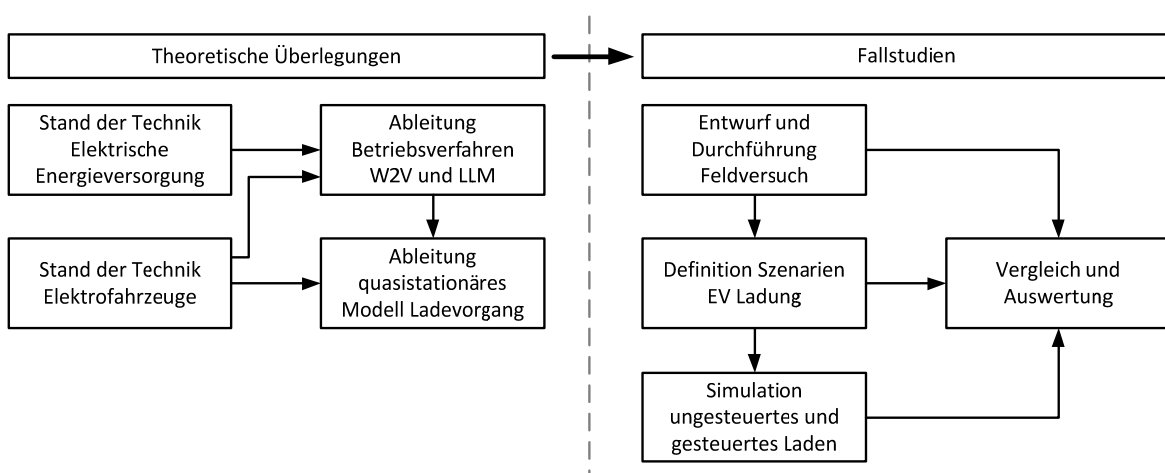 Theoretische Überlegungen
Stand der Technik
Elektrische
Energieversorgung
Ableitung
Betriebsverfahren
W2V und LLM
Stand der Technik
Elektrofahrzeuge
Ableitung
quasistationäres
Modell Ladevorgang
Fallstudien
Entwurf und
Durchführung
Feldversuch
Definition Szenarien
EV Ladung
Vergleich und
Auswertung
Simulation
ungesteuertes und
gesteuertes Laden